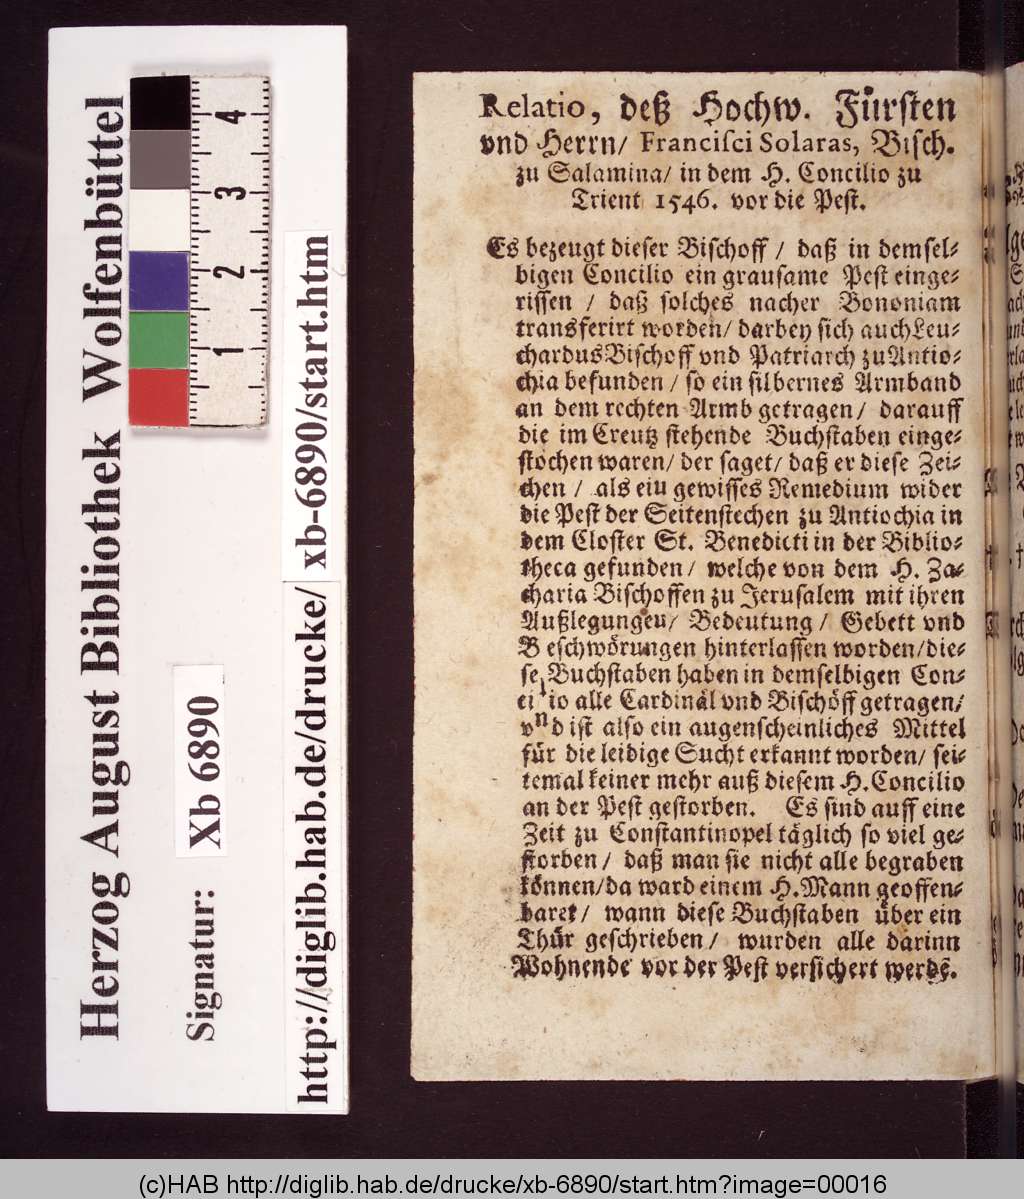 Herzog August Bibliothek Wolfenbüttel
Signatur: Xb 6890
http://diglib.hab.de/drucke/ xb-6890/start.htm
1 2 3 4
Relatio, deß Hochw. Fürsten
vnd Herrn/ Franciſci Solaras, Biſch.
zu Salamina/ in dem H. Concilio zu
Trient 1546. vor die Peſt.
Es bezeugt dieſer Biſchoff / daß in demſel⸗
bigen Concilio ein grauſame Peſt einge⸗
riſſen / daß ſolches nacher Bononiam
transferirt worden/ darbey ſich auch Leu⸗
chardus Biſchoff vnd Patriarch zu Antio⸗
chia befunden / ſo ein ſilbernes Armband
an dem rechten Armb getragen/ darauff
die im Creutz ſtehende Buchſtaben einge⸗
ſtochen waren/ der ſaget/ daß er dieſe Zei⸗
chen / als eiu gewiſſes Remedium wider
die Peſt der Seitenſtechen zu Antiochia in
dem Cloſter St. Benedicti in der Biblio⸗
theca gefunden/ welche von dem H. Za⸗
charia Biſchoffen zu Jeruſalem mit ihren
Außlegungeu/ Bedeutung/ Gebett vnd
Beſchwörungen hinterlaſſen worden/ die⸗
ſe Buchſtaben haben in demſelbigen Con⸗
cilio alle Cardinäl vnd Biſchöff getragen/
vnd iſt alſo ein augenſcheinliches Mittel
für die leidige Sucht erkannt worden/ ſei⸗
temal keiner mehr auß dieſem H. Concilio
an der Peſt geſtorben. Es ſind auff eine
Zeit zu Conſtantinopel täglich ſo viel ge⸗
ſtorben/ daß man ſie nicht alle begraben
können/ da ward einem H. Mann geoffen⸗
baret/ wann dieſe Buchſtaben über ein
Thür geſchrieben/ wurden alle darinn
Wohnende vor der Peſt verſichert werdẽ.
(c)HAB http://diglib.hab.de/drucke/xb-6890/start.htm?image=00016